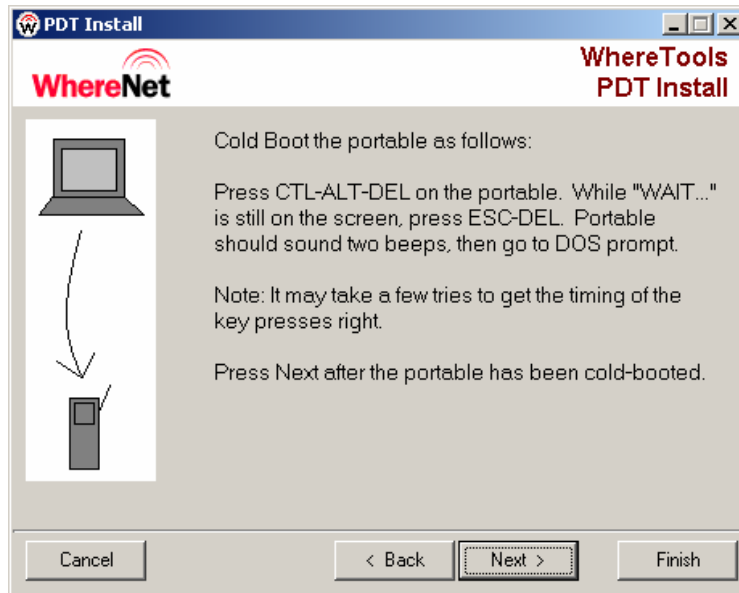 PDT Install
WhereNet
WhereTools
PDT Install
Cold Boot the portable as follows:
Press CTL-ALT-DEL on the portable.  While "WAIT..."
is still on the screen, press ESC-DEL.  Portable
should sound two beeps, then go to DOS prompt.
Note: It may take a few tries to get the timing of the
key presses right.
Press Next after the portable has been cold-booted.
Cancel
< Back
Next >
Finish